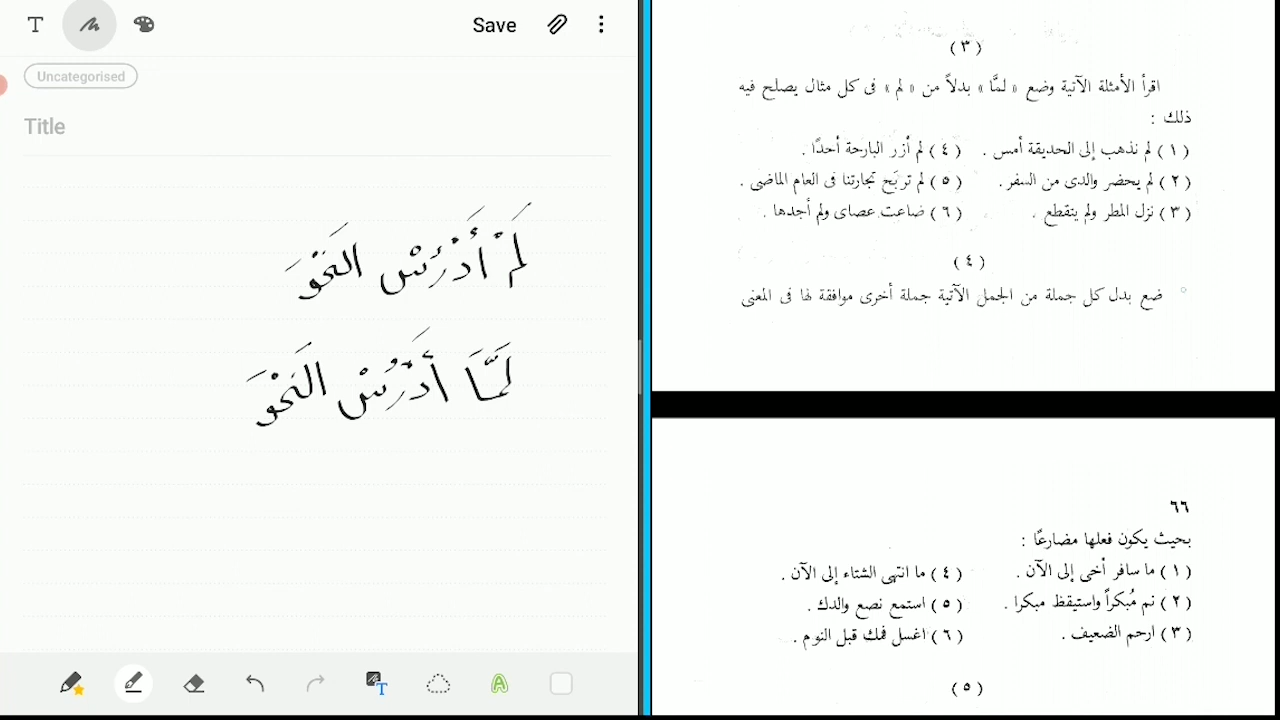 Save
Uncategorised
Title
لَمْ أَدْرُسْ النَحْوَ
لَمَّا أَدْرُسْ النَحْوَ
( ٣ )
اقرأ الأمثلة الآتية وضع « لمَّا » بدلاً من « لم » فى كل مثال يصلح فيه
ذلك :
( ١ ) لم نذهب إلى الحديقة أمس . ( ٤ ) لم أزر البارحة أحدًا .
( ٢ ) لم يحضر والدى من السفر . ( ٥ ) لم تربَح تجارتنا فى العام الماضى .
( ٣ ) نزل المطر ولم ينقطع . ( ٦ ) ضاعت عصاى ولم أجدها .
( ٤ )
ضع بدل كل جملة من الجمل الآتية جملة أخرى موافقة لها فى المعنى
٦٦
بحيث يكون فعلها مضارعًا :
( ١ ) ما سافر أخى إلى الآن . ( ٤ ) ما انتهى الشتاء إلى الآن .
( ٢ ) نم مُبكراً واستيقظ مبكرا . ( ٥ ) استمع نصع والدك .
( ٣ ) ارحم الضعيف . ( ٦ ) اغسل فمك قبل النوم .
( ٥ )